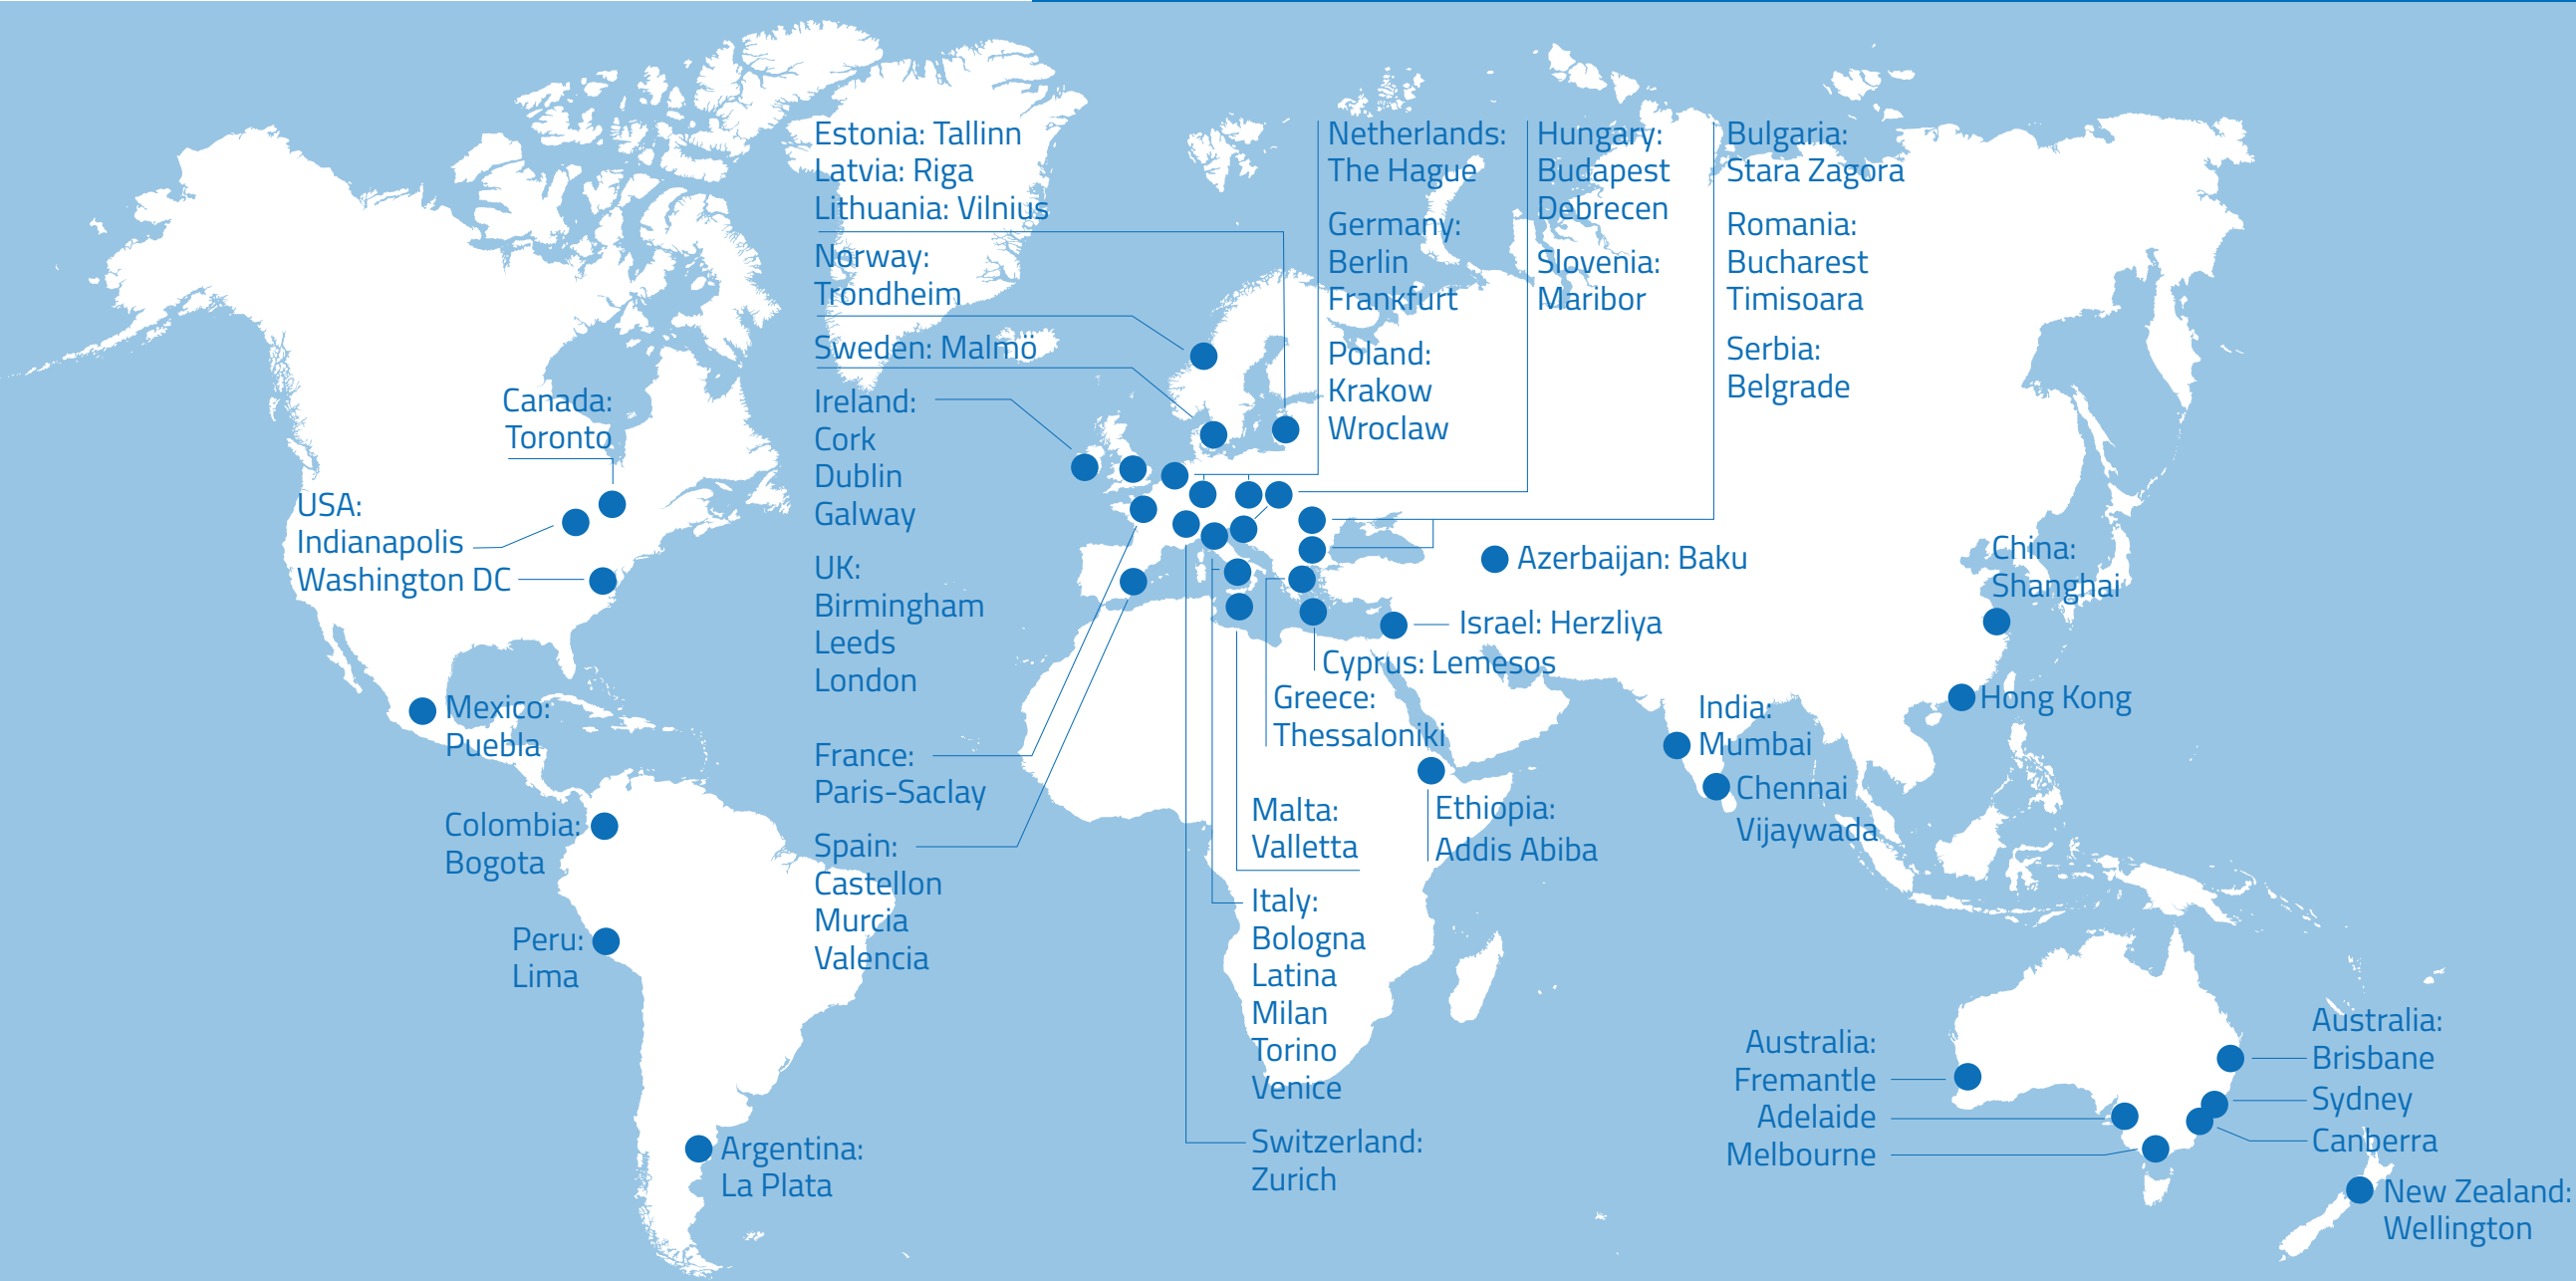 Estonia: Tallinn
Latvia: Riga
Lithuania: Vilnius
Norway:
Trondheim
Sweden: Malmö
Ireland:
Cork
Dublin
Galway
UK:
Birmingham
Leeds
London
France:
Paris-Saclay
Spain:
Castellon
Murcia
Valencia
Netherlands:
The Hague
Germany:
Berlin
Frankfurt
Poland:
Krakow
Wroclaw
Hungary:
Budapest
Debrecen
Slovenia:
Maribor
Bulgaria:
Stara Zagora
Romania:
Bucharest
Timisoara
Serbia:
Belgrade
Canada:
Toronto
USA:
Indianapolis
Washington DC
Mexico:
Puebla
Colombia:
Bogota
Peru:
Lima
Argentina:
La Plata
Azerbaijan: Baku
Israel: Herzliya
Cyprus: Lemesos
Greece:
Thessaloniki
Malta:
Valletta
Ethiopia:
Addis Abiba
Italy:
Bologna
Latina
Milan
Torino
Venice
Switzerland:
Zurich
China:
Shanghai
Hong Kong
India:
Mumbai
Chennai
Vijaywada
Australia:
Fremantle
Adelaide
Melbourne
Australia:
Brisbane
Sydney
Canberra
New Zealand:
Wellington